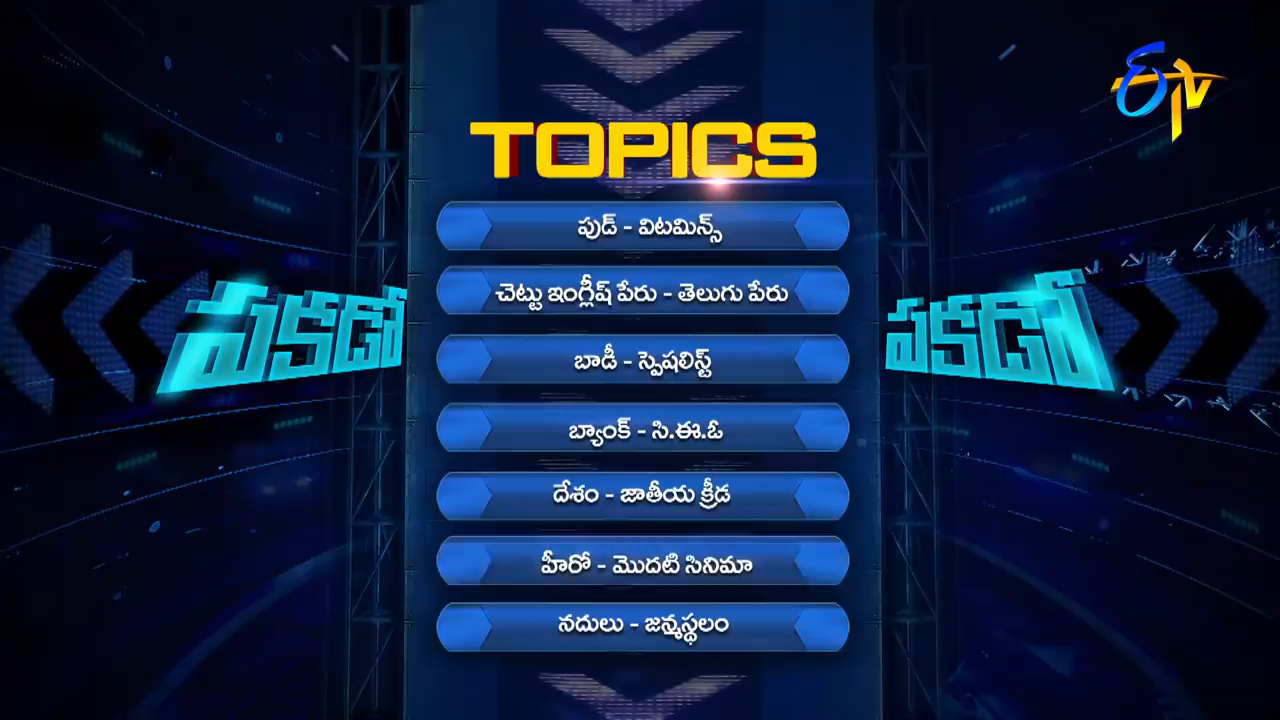 ETV
TOPICS
ఫుడ్ - విటమిన్స్
చెట్టు ఇంగ్లీష్ పేరు - తెలుగు పేరు
బాడీ - స్పెషలిస్ట్
బ్యాంక్ - సి.ఈ.ఓ
దేశం - జాతీయ క్రీడ
హీరో - మొదటి సినిమా
నదులు - జన్మస్థలం
పకడో
పకడో